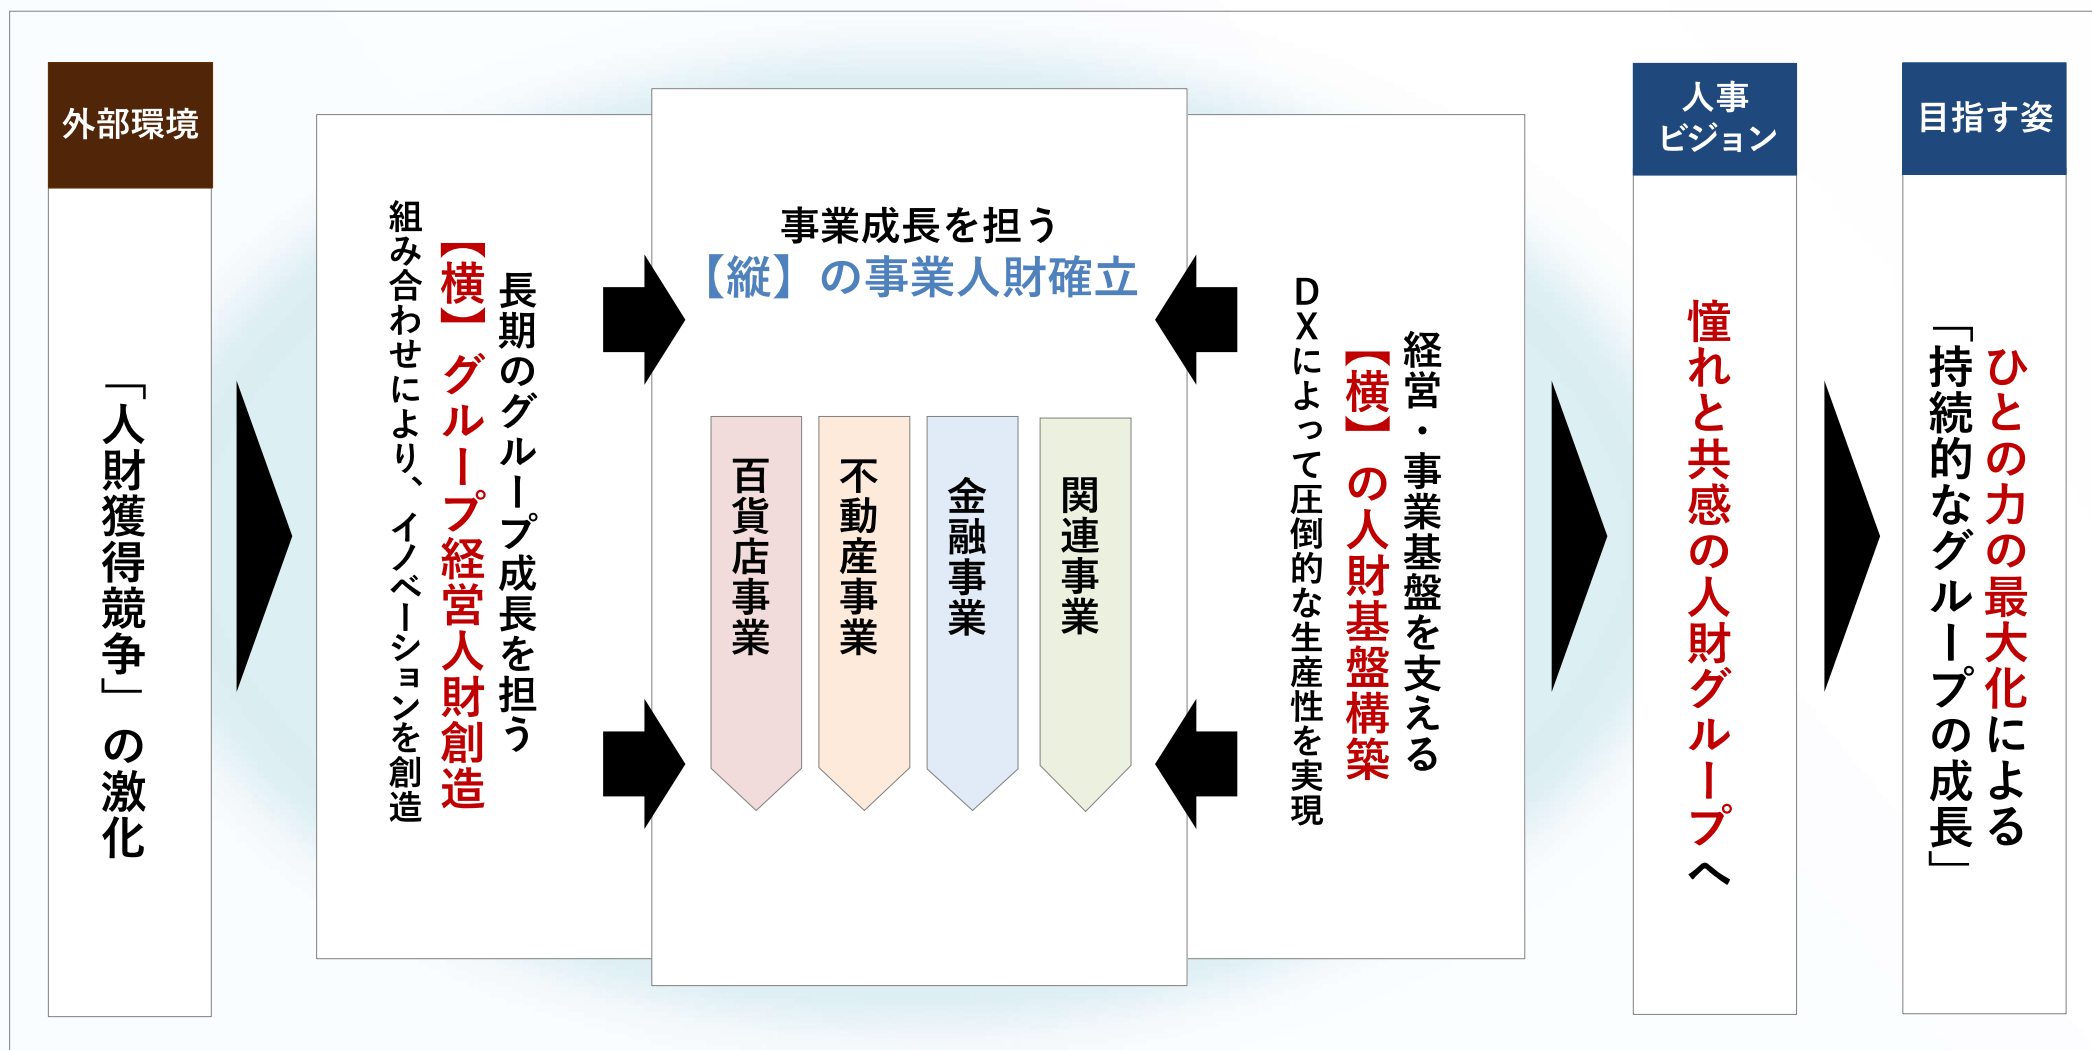 外部環境
「人財獲得競争」の激化
長期のグループ成長を担う
【横】グループ経営人財創造
組み合わせにより、イノベーションを創造
事業成長を担う
【縦】の事業人財確立
百貨店事業
不動産事業
金融事業
関連事業
経営・事業基盤を支える
【横】の人財基盤構築
DXによって圧倒的な生産性を実現
人事
ビジョン
憧れと共感の人財グループへ
目指す姿
ひとの力の最大化による
「持続的なグループの成長」